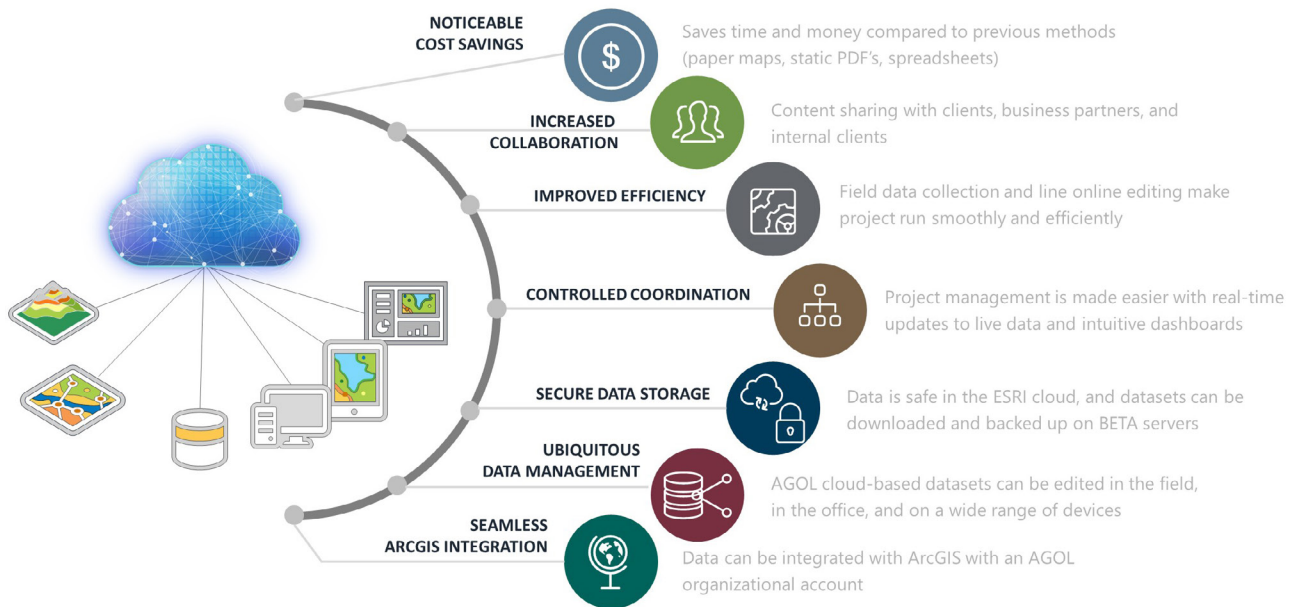 NOTICEABLE
COST SAVINGS
$
Saves time and money compared to previous methods
(paper maps, static PDF's, spreadsheets)
INCREASED
COLLABORATION
Content sharing with clients, business partners, and
internal clients
IMPROVED EFFICIENCY
Field data collection and line online editing make
project run smoothly and efficiently
CONTROLLED COORDINATION
Project management is made easier with real-time
updates to live data and intuitive dashboards
SECURE DATA STORAGE
Data is safe in the ESRI cloud, and datasets can be
downloaded and backed up on BETA servers
UBIQUITOUS
DATA MANAGEMENT
AGOL cloud-based datasets can be edited in the field,
in the office, and on a wide range of devices
SEAMLESS
ARCGIS INTEGRATION
Data can be integrated with ArcGIS with an AGOL
organizational account